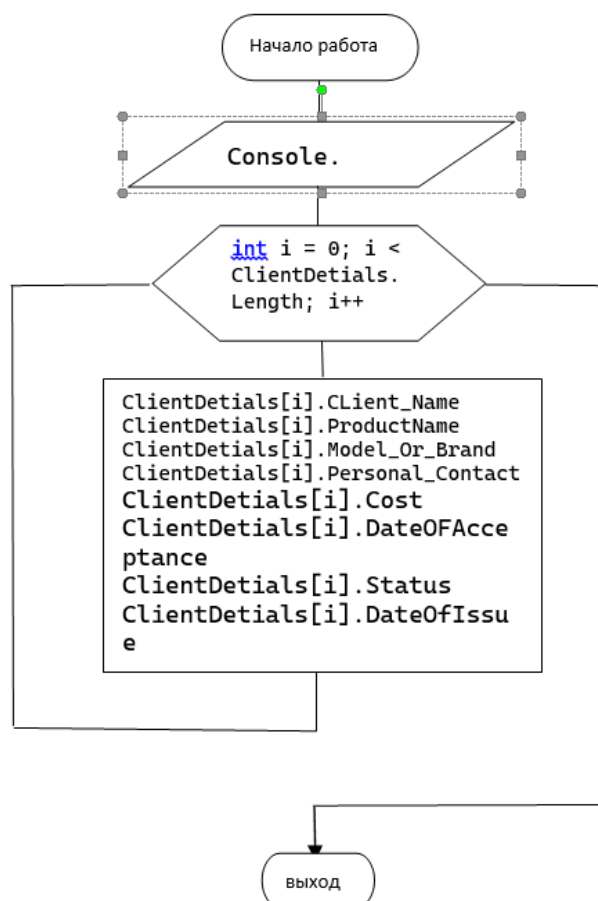 Начало работа
Console.
int i = 0; i <
ClientDetials.
Length; i++
ClientDetials[i].CLient_Name
ClientDetials[i].ProductName
ClientDetials[i].Model_Or_Brand
ClientDetials[i].Personal_Contact
ClientDetials[i].Cost
ClientDetials[i].DateOFAcce
ptance
ClientDetials[i].Status
ClientDetials[i].DateOfIssu
e
выход